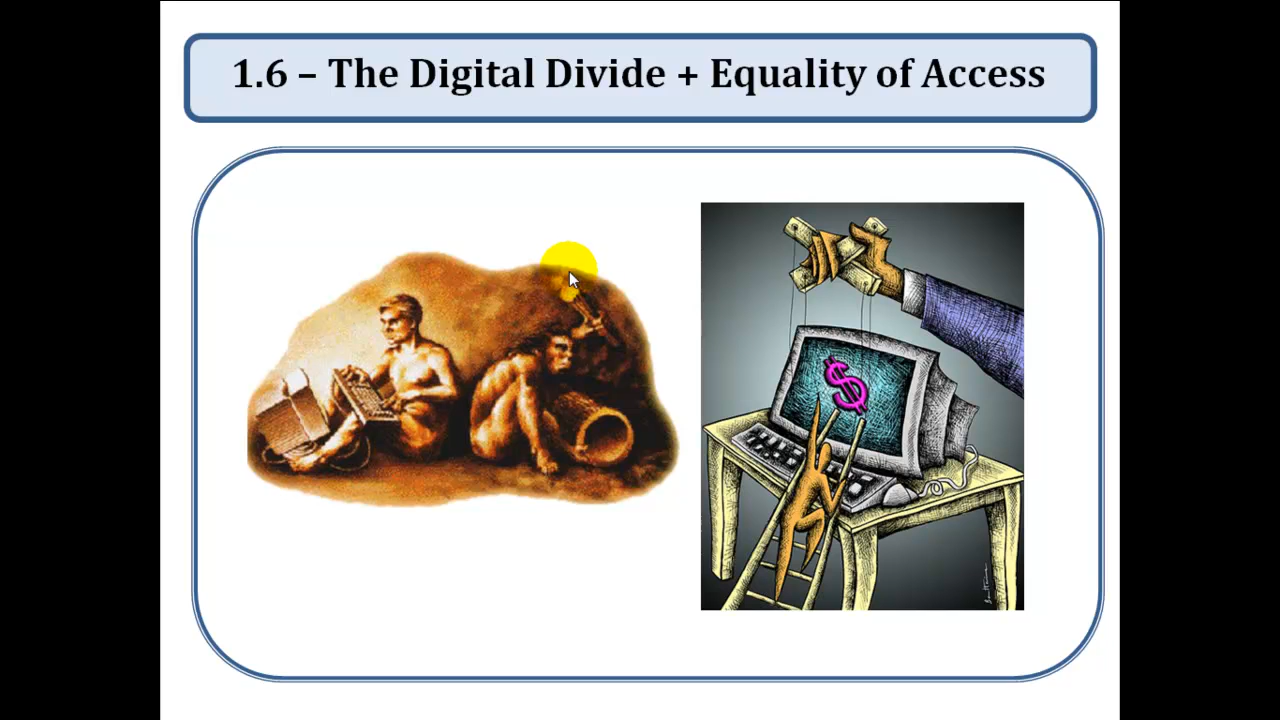 1.6 – The Digital Divide + Equality of Access
$